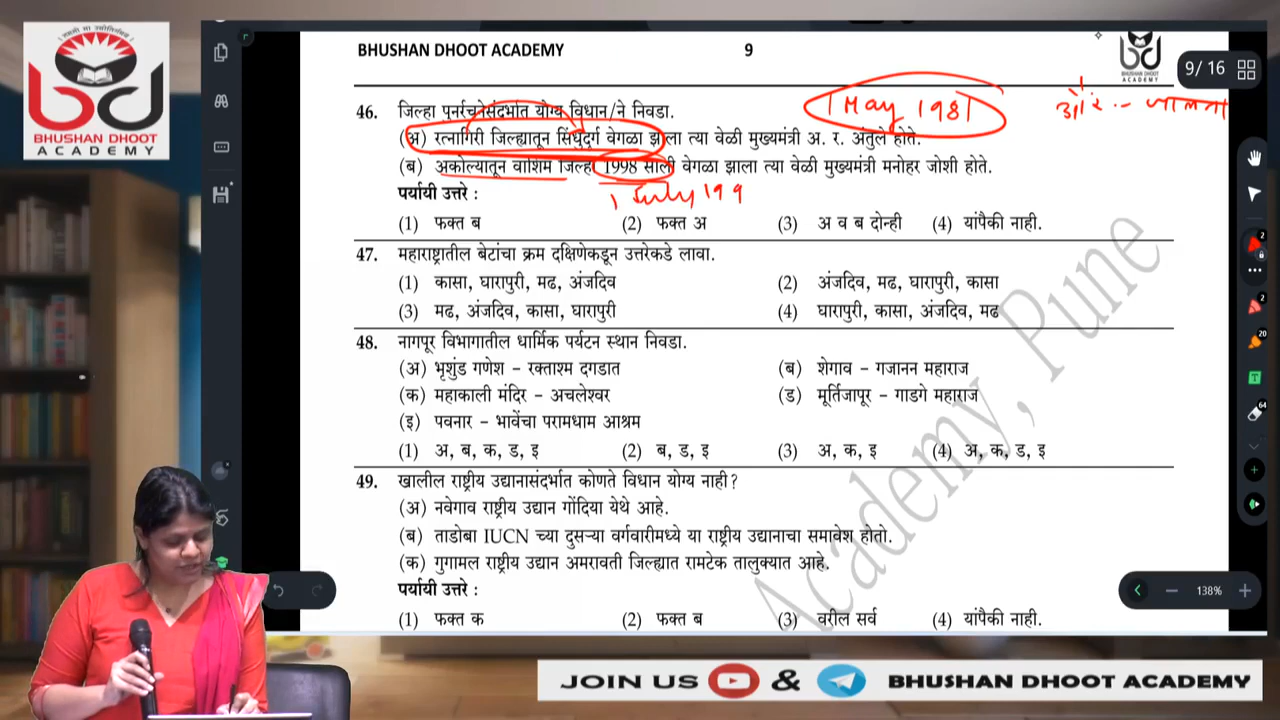 BHUSHAN DHOOT ACADEMY 9
BHUSHAN DHOOT ACADEMY
9/16
BHUSHAN DHOOT
ACADEMY
May 1981
46. जिल्हा पुनर्रचनेसंदर्भात योग्य विधान/ने निवडा.
(अ) रत्नागिरी जिल्ह्यातून सिंधुदुर्ग वेगळा झाला त्या वेळी मुख्यमंत्री अ. र. अंतुले होते.
(ब) अकोल्यातून वाशिम जिल्हा 1998 साली वेगळा झाला त्या वेळी मुख्यमंत्री मनोहर जोशी होते.
1 July 199
पर्यायी उत्तरे :
(1) फक्त ब (2) फक्त अ (3) अ व ब दोन्ही (4) यांपैकी नाही.
47. महाराष्ट्रातील बेटांचा क्रम दक्षिणेकडून उत्तरेकडे लावा.
(1) कासा, घारापुरी, मढ, अंजदिव (2) अंजदिव, मढ, घारापुरी, कासा
(3) मढ, अंजदिव, कासा, घारापुरी (4) घारापुरी, कासा, अंजदिव, मढ
48. नागपूर विभागातील धार्मिक पर्यटन स्थान निवडा.
(अ) भृशुंड गणेश – रक्ताश्म दगडात (ब) शेगाव – गजानन महाराज
(क) महाकाली मंदिर – अचलेश्वर (ड) मूर्तिजापूर – गाडगे महाराज
(इ) पवनार – भावेंचा परामधाम आश्रम
(1) अ, ब, क, ड, इ (2) ब, ड, इ (3) अ, क, इ (4) अ, क, ड, इ
49. खालील राष्ट्रीय उद्यानासंदर्भात कोणते विधान योग्य नाही?
(अ) नवेगाव राष्ट्रीय उद्यान गोंदिया येथे आहे.
(ब) ताडोबा IUCN च्या दुसऱ्या वर्गवारीमध्ये या राष्ट्रीय उद्यानाचा समावेश होतो.
(क) गुगामल राष्ट्रीय उद्यान अमरावती जिल्ह्यात रामटेक तालुक्यात आहे.
पर्यायी उत्तरे :
(1) फक्त क (2) फक्त ब (3) वरील सर्व (4) यांपैकी नाही.
Academy, Pune
138%
JOIN US & BHUSHAN DHOOT ACADEMY